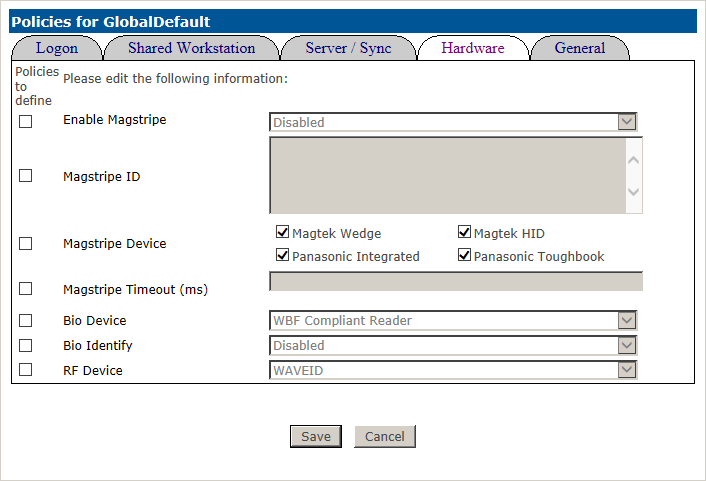 Policies for GlobalDefault
Logon Shared Workstation Server / Sync Hardware General
Policies to define Please edit the following information:
Enable Magstripe Disabled
Magstripe ID
Magstripe Device Magtek Wedge Magtek HID
Panasonic Integrated Panasonic Toughbook
Magstripe Timeout (ms)
Bio Device WBF Compliant Reader
Bio Identify Disabled
RF Device WAVEID
Save Cancel